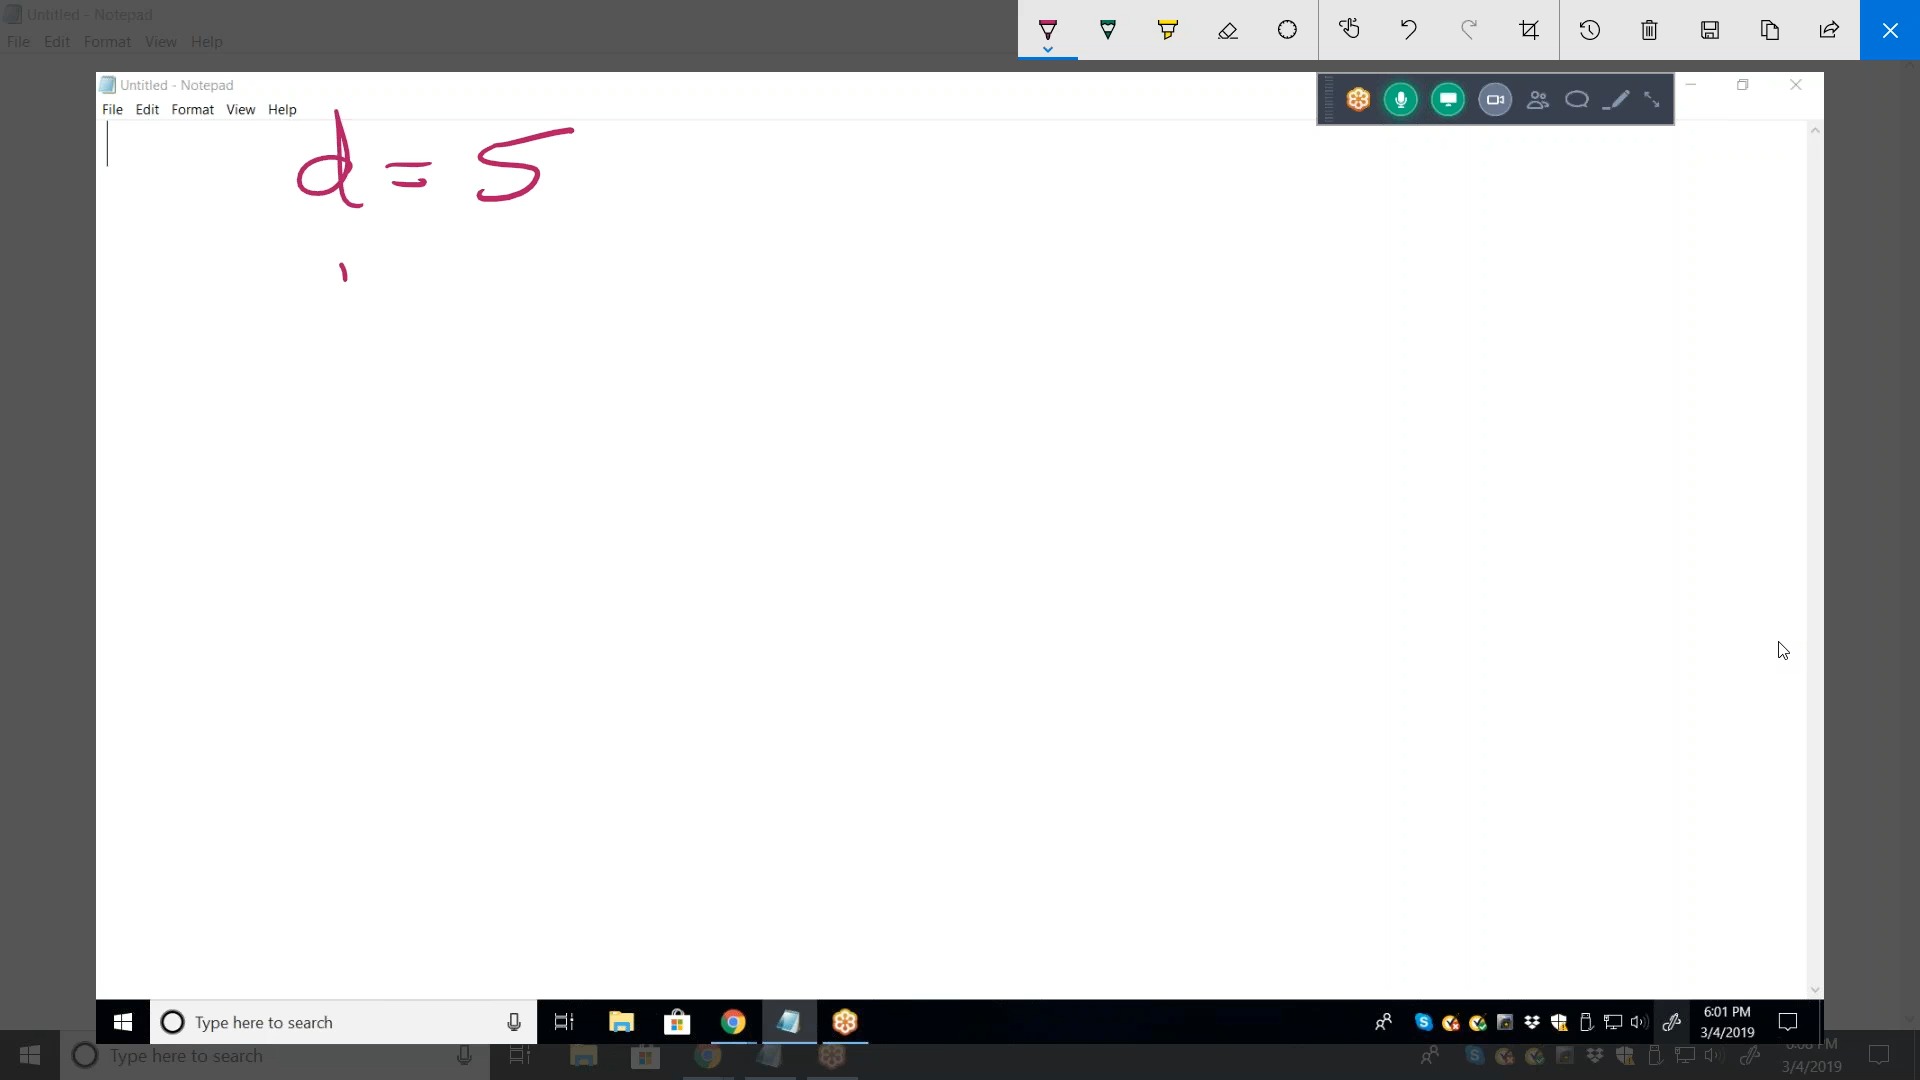 Untitled - Notepad
File Edit Format View Help
Untitled - Notepad
File Edit Format View Help
d = 5
Type here to search
6:01 PM
3/4/2019
Type here to search
3/4/2019